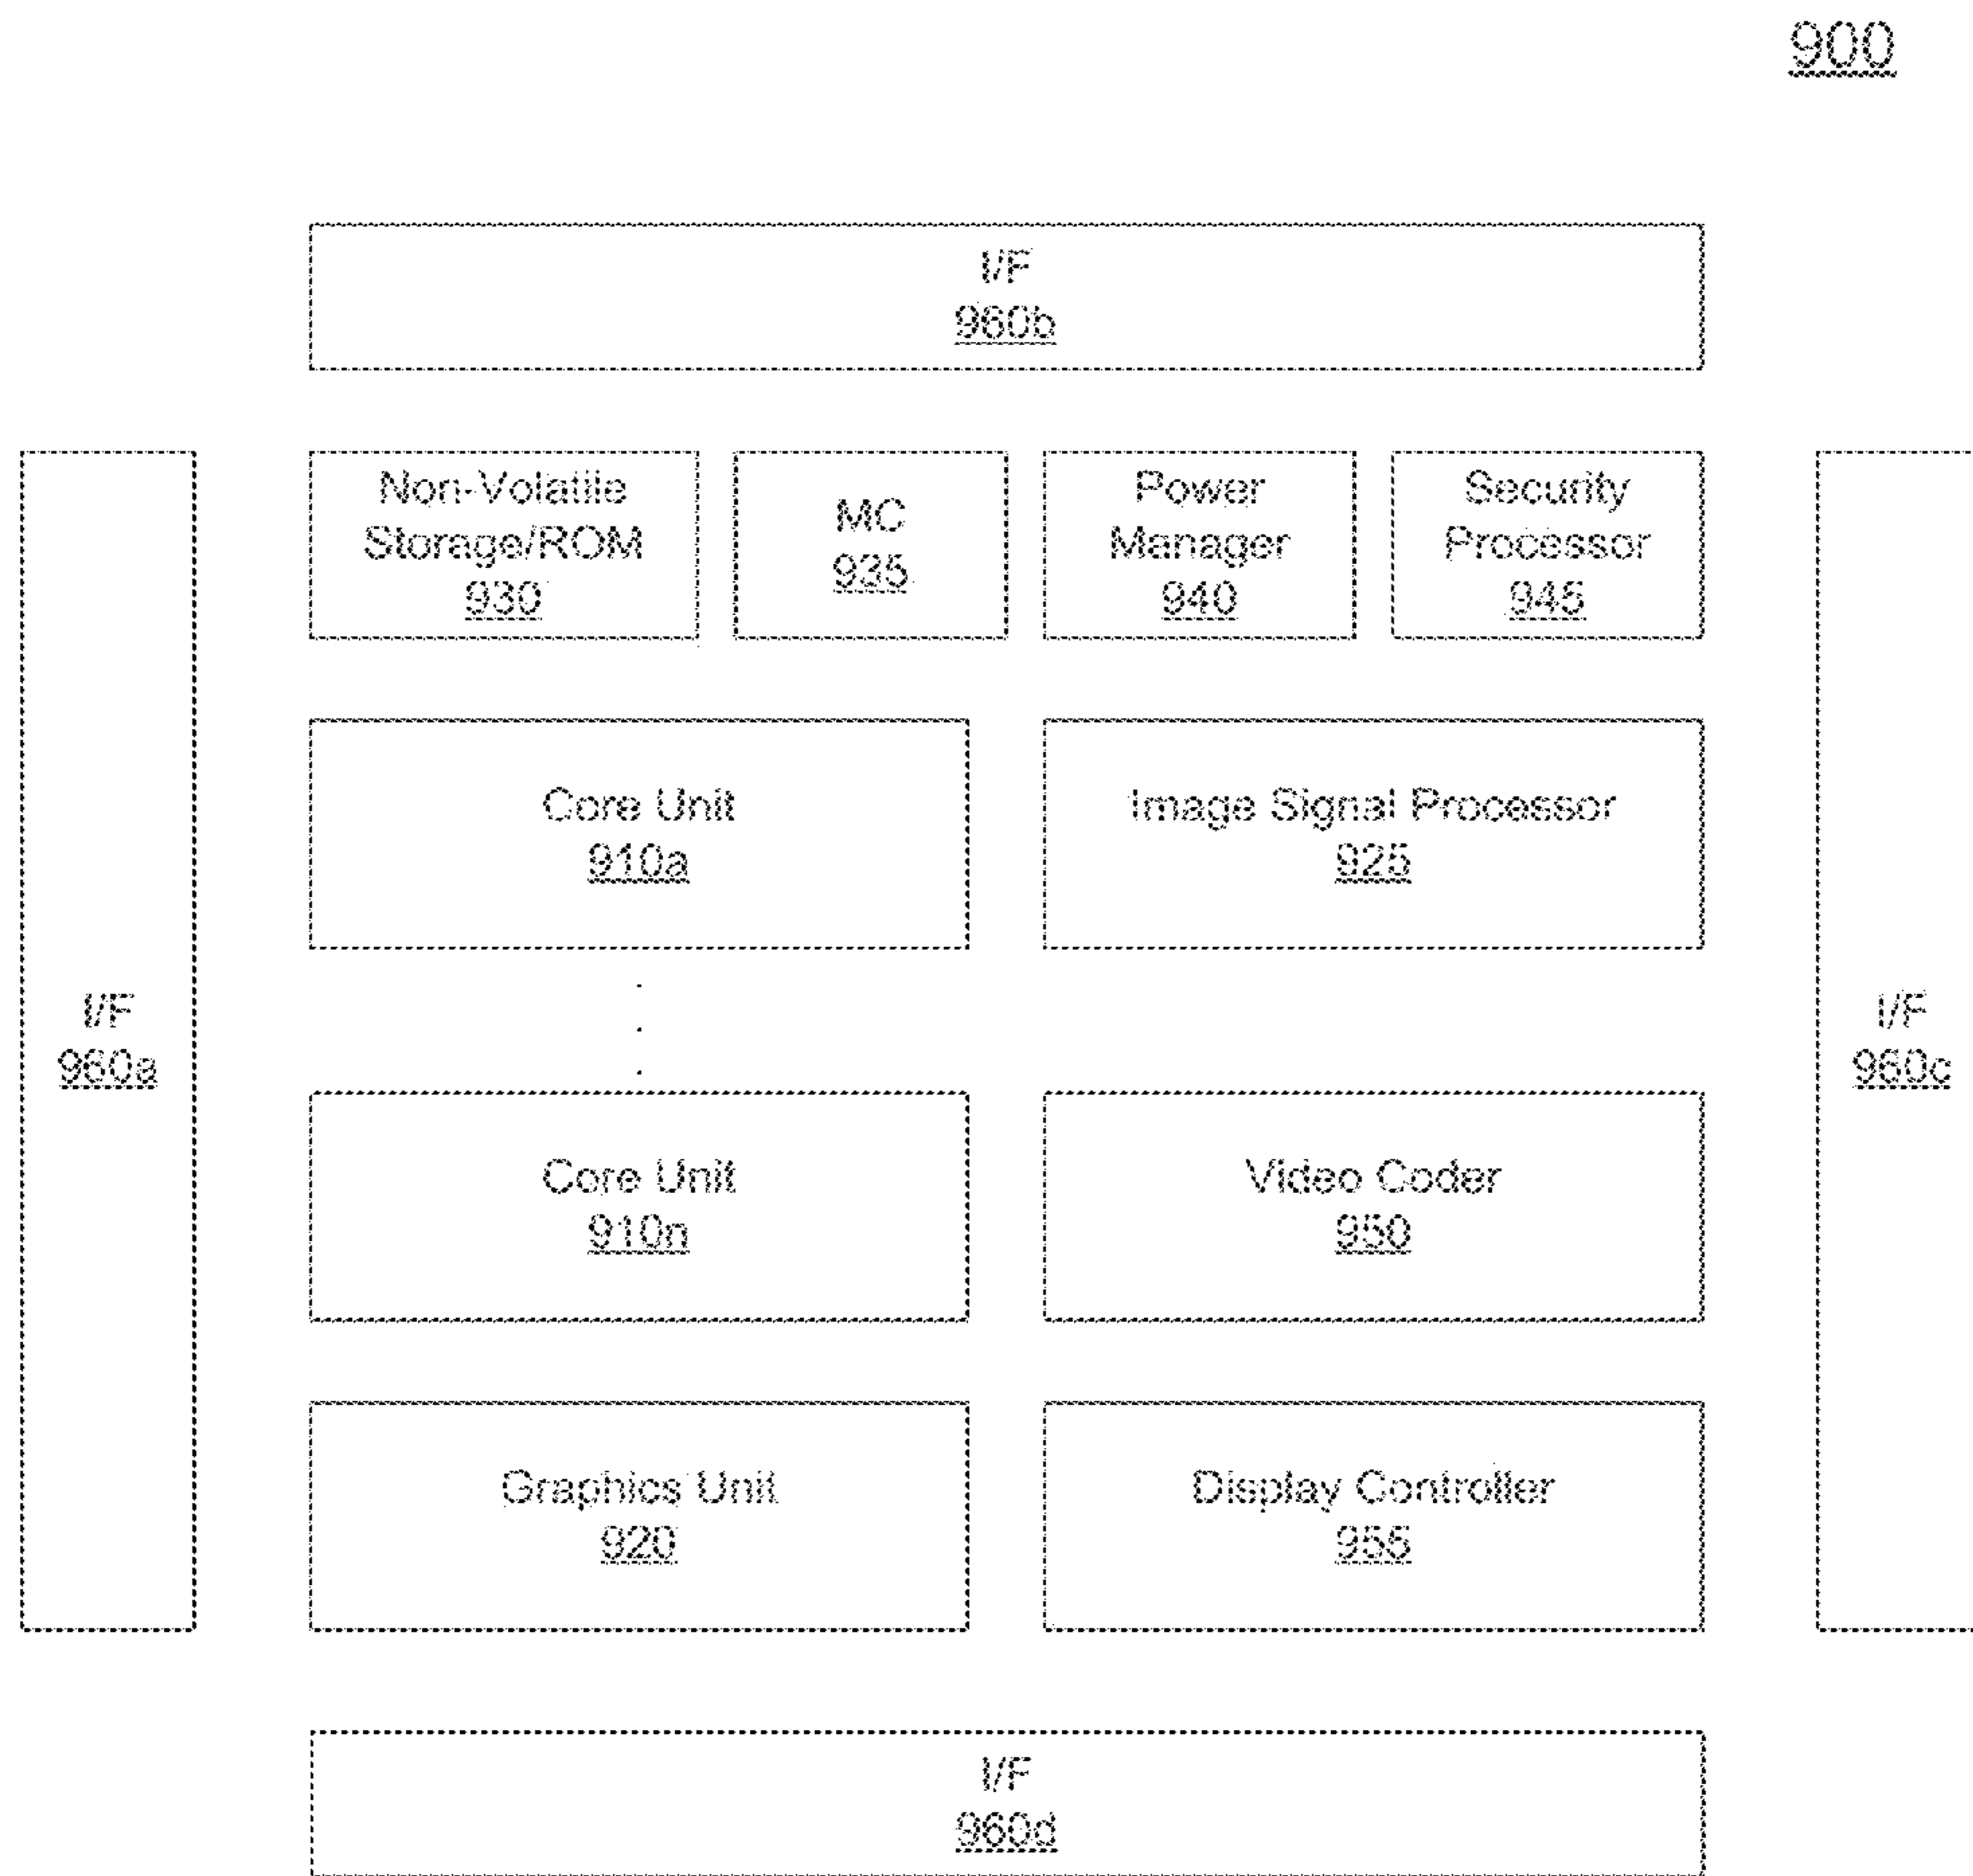 900
I/F
960b
Non-Volatile
Storage/ROM
930
MC
935
Power
Manager
940
Security
Processor
945
I/F
960a
Core Unit
910a
Image Signal Processor
925
.
.
.
I/F
960c
Core Unit
910n
Video Coder
950
Graphics Unit
920
Display Controller
955
I/F
960d